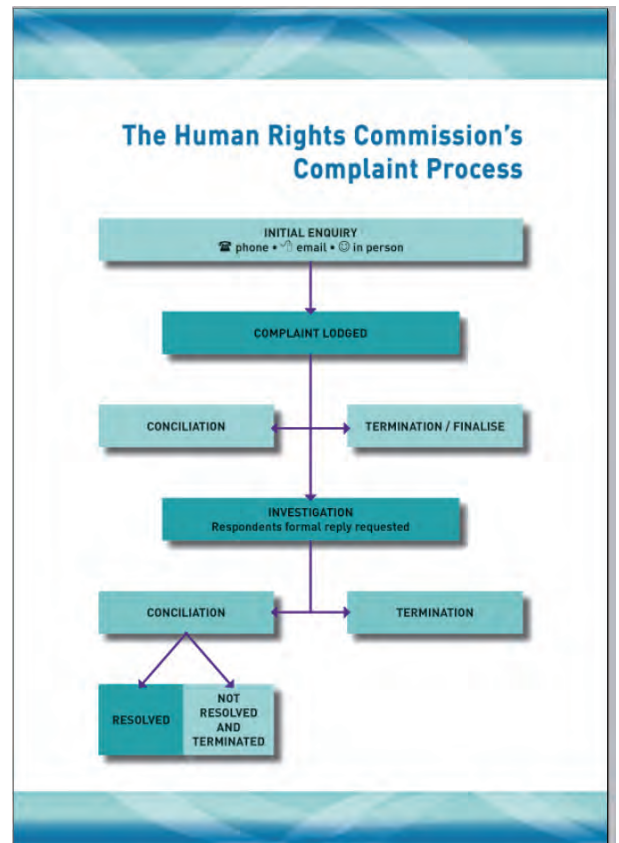 The Human Rights Commission's
Complaint Process
INITIAL ENQUIRY
☎ phone • 🖱 email • ☺ in person
COMPLAINT LODGED
CONCILIATION
TERMINATION / FINALISE
INVESTIGATION
Respondents formal reply requested
CONCILIATION
TERMINATION
RESOLVED
NOT
RESOLVED
AND
TERMINATED